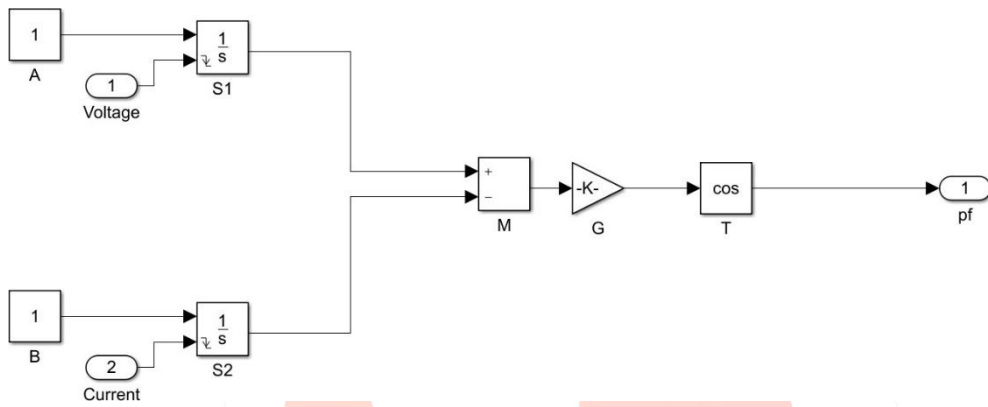 1
A
1
Voltage
1
s
S1
+
−
M
-K-
G
cos
T
1
pf
1
B
2
Current
1
s
S2